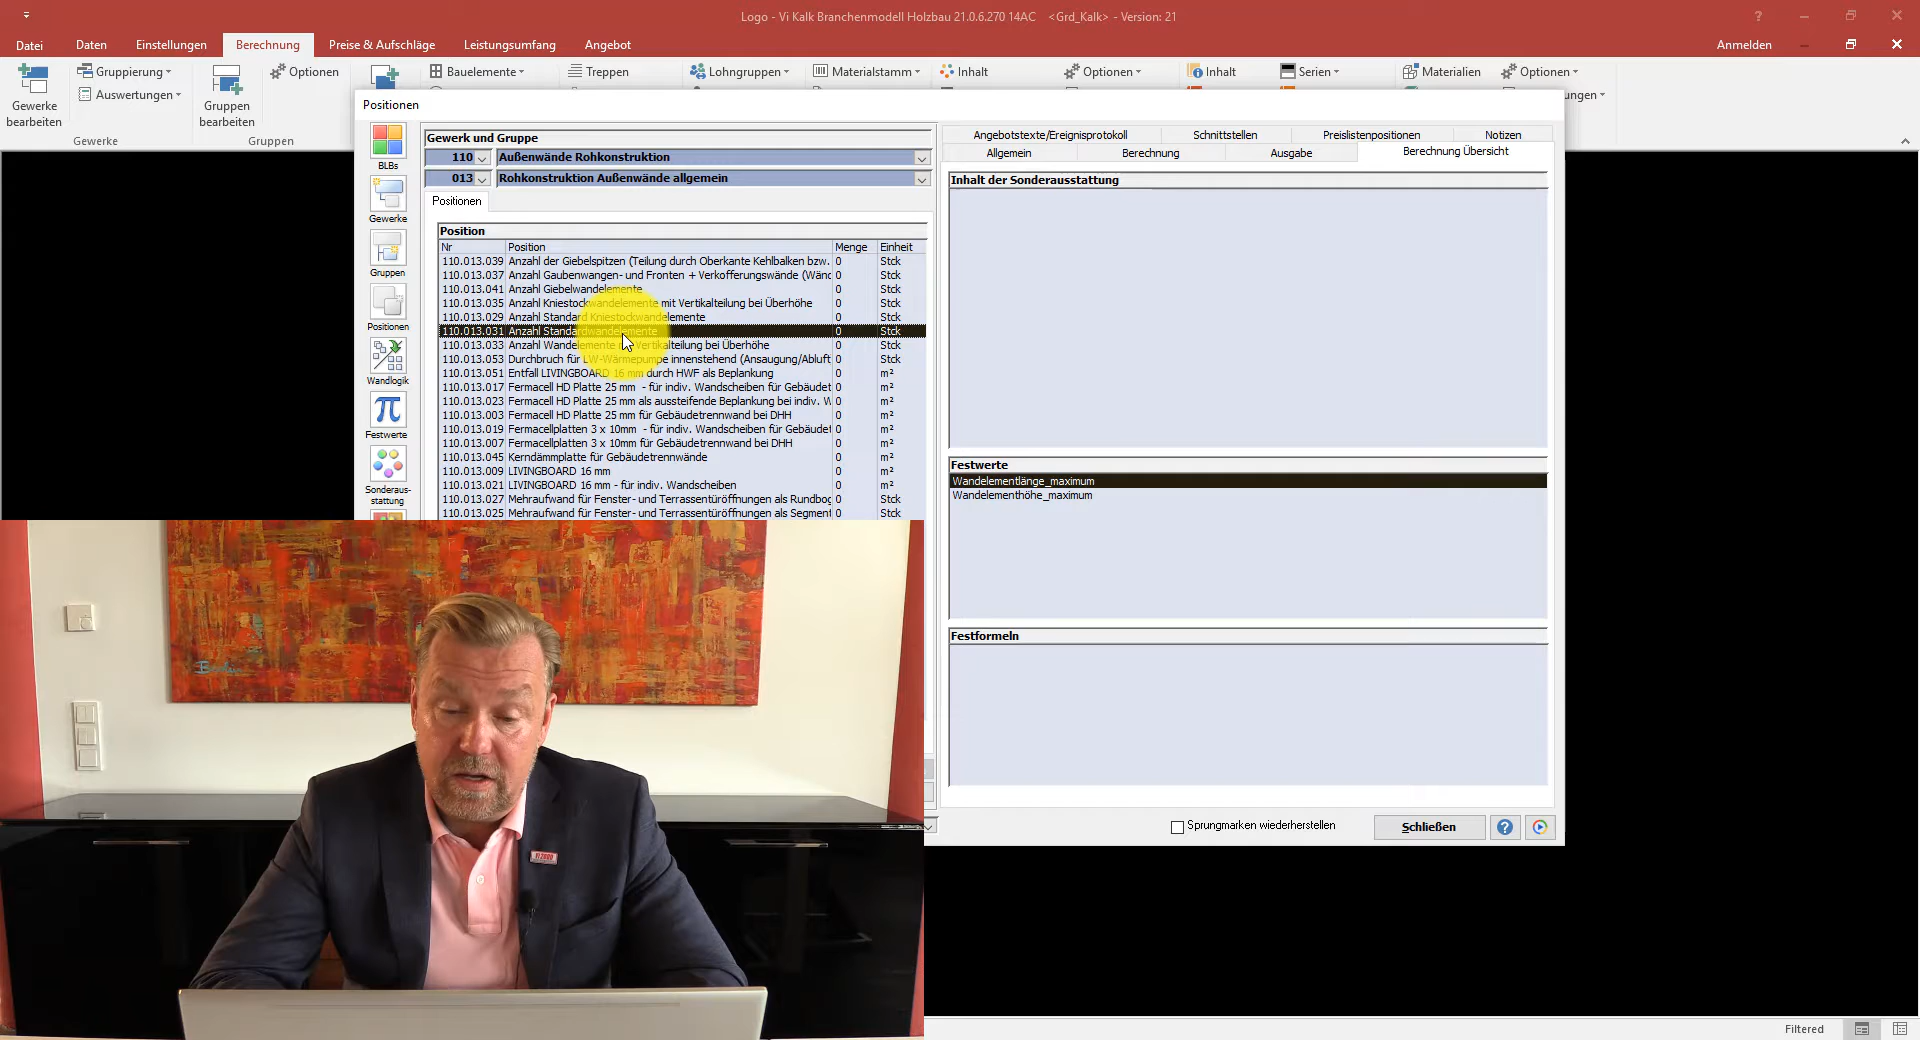 Logo - Vi Kalk Branchenmodell Holzbau 21.0.6.270 14AC <Grd_Kalk> - Version: 21
Datei Daten Einstellungen Berechnung Preise & Aufschläge Leistungsumfang Angebot Anmelden
Gewerke bearbeiten
Gruppierung
Auswertungen
Gewerke
Gruppen bearbeiten
Optionen
Gruppen
Bauelemente
Treppen
Lohngruppen
Materialstamm
Inhalt
Optionen
Inhalt
Serien
Materialien
Optionen
Positionen
BLBs
Gewerke
Gruppen
Positionen
Wandlogik
Festwerte
Sonderaus-
stattung
Gewerk und Gruppe
110 Außenwände Rohkonstruktion
013 Rohkonstruktion Außenwände allgemein
Positionen
Position
Nr Position Menge Einheit
110.013.039 Anzahl der Giebelspitzen (Teilung durch Oberkante Kehlbalken bzw. 0 Stck
110.013.037 Anzahl Gaubenwangen- und Fronten + Verkofferungswände (Wänc 0 Stck
110.013.041 Anzahl Giebelwandelemente 0 Stck
110.013.035 Anzahl Kniestockwandelemente mit Vertikalteilung bei Überhöhe 0 Stck
110.013.029 Anzahl Standard Kniestockwandelemente 0 Stck
110.013.031 Anzahl Standardwandelemente 0 Stck
110.013.033 Anzahl Wandelemente Vertikalteilung bei Überhöhe 0 Stck
110.013.053 Durchbruch für LW-Wärmepumpe innenstehend (Ansaugung/Abluft 0 Stck
110.013.051 Entfall LIVINGBOARD 16 mm durch HWF als Beplankung 0 m²
110.013.017 Fermacell HD Platte 25 mm - für indiv. Wandscheiben für Gebäudet 0 m²
110.013.023 Fermacell HD Platte 25 mm als aussteifende Beplankung bei indiv. W 0 m²
110.013.003 Fermacell HD Platte 25 mm für Gebäudetrennwand bei DHH 0 m²
110.013.019 Fermacellplatten 3 x 10mm - für indiv. Wandscheiben für Gebäudet 0 m²
110.013.007 Fermacellplatten 3 x 10mm für Gebäudetrennwand bei DHH 0 m²
110.013.045 Kerndämmplatte für Gebäudetrennwände 0 m²
110.013.009 LIVINGBOARD 16 mm 0 m²
110.013.021 LIVINGBOARD 16 mm - für indiv. Wandscheiben 0 m²
110.013.027 Mehraufwand für Fenster- und Terrassentüröffnungen als Rundbog 0 Stck
110.013.025 Mehraufwand für Fenster- und Terrassentüröffnungen als Segment 0 Stck
Angebotstexte/Ereignisprotokoll Schnittstellen Preislistenpositionen Notizen
Allgemein Berechnung Ausgabe Berechnung Übersicht
Inhalt der Sonderausstattung
Festwerte
Wandelementlänge_maximum
Wandelementhöhe_maximum
Festformeln
Sprungmarken wiederherstellen
Schließen
Filtered